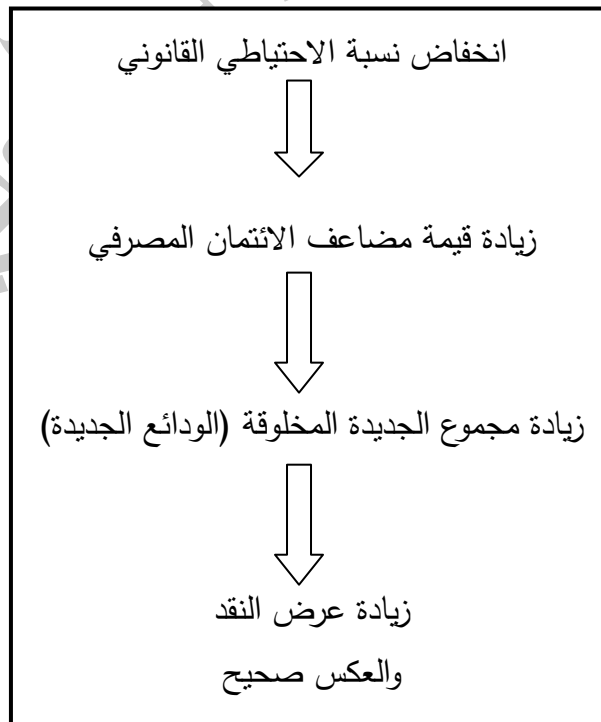 انخفاض نسبة الاحتياطي القانوني
زيادة قيمة مضاعف الائتمان المصرفي
زيادة مجموع الجديدة المخلوقة (الودائع الجديدة)
زيادة عرض النقد
والعكس صحيح